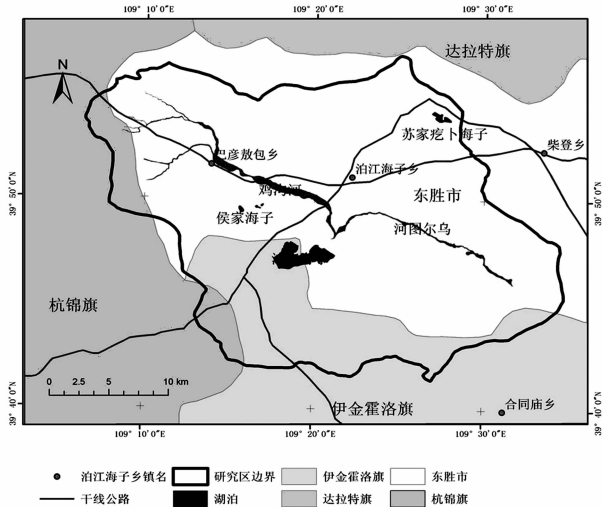 109° 10′0″E
109° 20′0″E
109° 30′0″E
达拉特旗
N
苏家疙卜海子
柴登乡
巴彦敖包乡
泊江海子乡
39° 50′0″N
39° 50′0″N
鸡沟河
东胜市
侯家海子
河图尔乌
杭锦旗
0 2.5 5 10 km
39° 40′0″N
39° 40′0″N
伊金霍洛旗
合同庙乡
109° 10′0″E
109° 20′0″E
109° 30′0″E
泊江海子乡镇名
研究区边界
伊金霍洛旗
东胜市
干线公路
湖泊
达拉特旗
杭锦旗